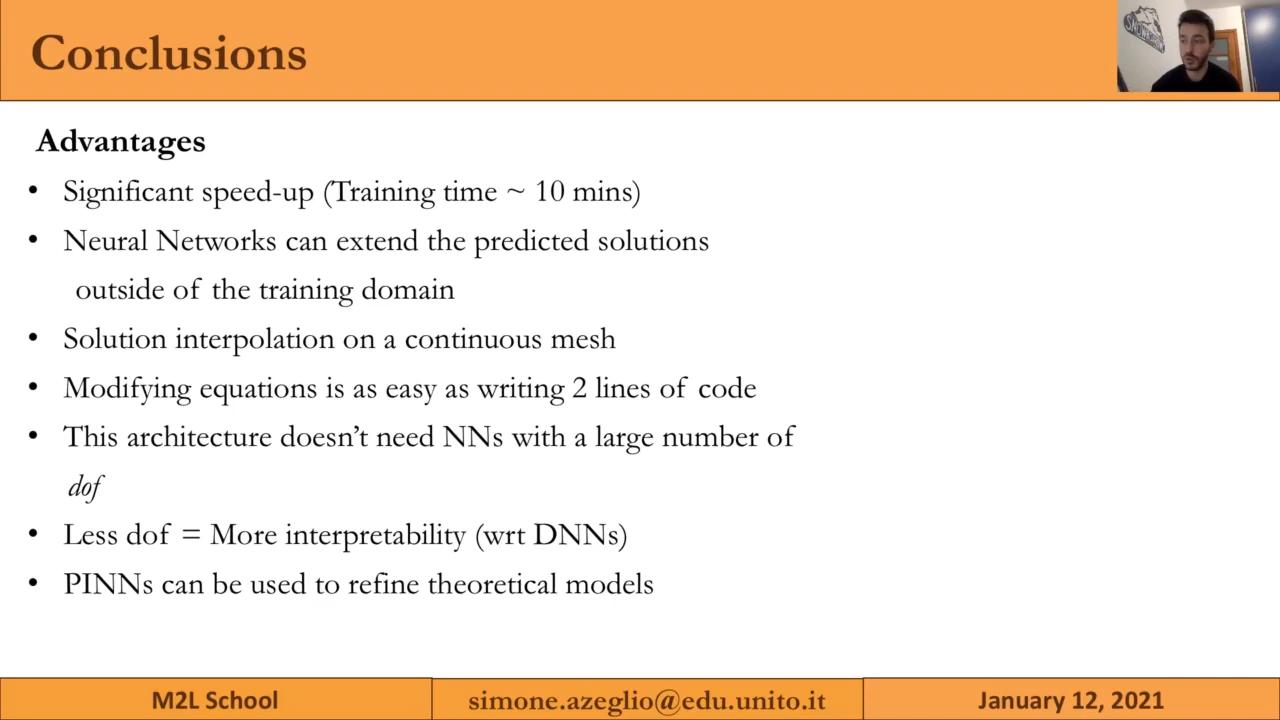 Conclusions
Advantages
• Significant speed-up (Training time ~ 10 mins)
• Neural Networks can extend the predicted solutions
outside of the training domain
• Solution interpolation on a continuous mesh
• Modifying equations is as easy as writing 2 lines of code
• This architecture doesn’t need NNs with a large number of
dof
• Less dof = More interpretability (wrt DNNs)
• PINNs can be used to refine theoretical models
M2L School
simone.azeglio@edu.unito.it
January 12, 2021